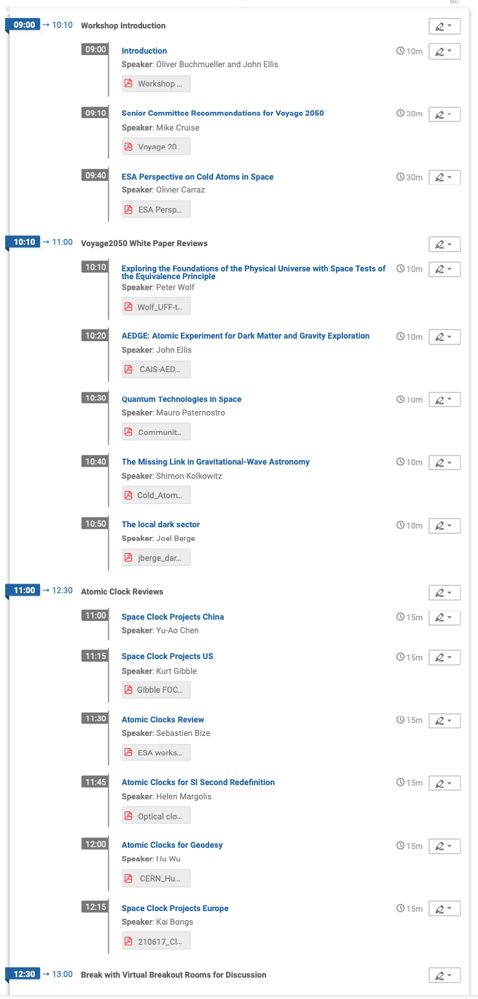 09:00 → 10:10 Workshop Introduction
09:00 Introduction 10m
Speaker: Oliver Buchmueller and John Ellis
Workshop ...
09:10 Senior Committee Recommendations for Voyage 2050 30m
Speaker: Mike Cruise
Voyage 20...
09:40 ESA Perspective on Cold Atoms in Space 30m
Speaker: Olivier Carraz
ESA Persp...
10:10 → 11:00 Voyage2050 White Paper Reviews
10:10 Exploring the Foundations of the Physical Universe with Space Tests of 10m
the Equivalence Principle
Speaker: Peter Wolf
Wolf_UFF-t...
10:20 AEDGE: Atomic Experiment for Dark Matter and Gravity Exploration 10m
Speaker: John Ellis
CAIS-AED...
10:30 Quantum Technologies in Space 10m
Speaker: Mauro Paternostro
Communit...
10:40 The Missing Link in Gravitational-Wave Astronomy 10m
Speaker: Shimon Kolkowitz
Cold_Atom...
10:50 The local dark sector 10m
Speaker: Joel Berge
jberge_dar...
11:00 → 12:30 Atomic Clock Reviews
11:00 Space Clock Projects China 15m
Speaker: Yu-Ao Chen
11:15 Space Clock Projects US 15m
Speaker: Kurt Gibble
Gibble FOC...
11:30 Atomic Clocks Review 15m
Speaker: Sebastien Bize
ESA works...
11:45 Atomic Clocks for SI Second Redefinition 15m
Speaker: Helen Margolis
Optical clo...
12:00 Atomic Clocks for Geodesy 15m
Speaker: Hu Wu
CERN_Hu...
12:15 Space Clock Projects Europe 15m
Speaker: Kai Bongs
210617_Cl...
12:30 → 13:00 Break with Virtual Breakout Rooms for Discussion